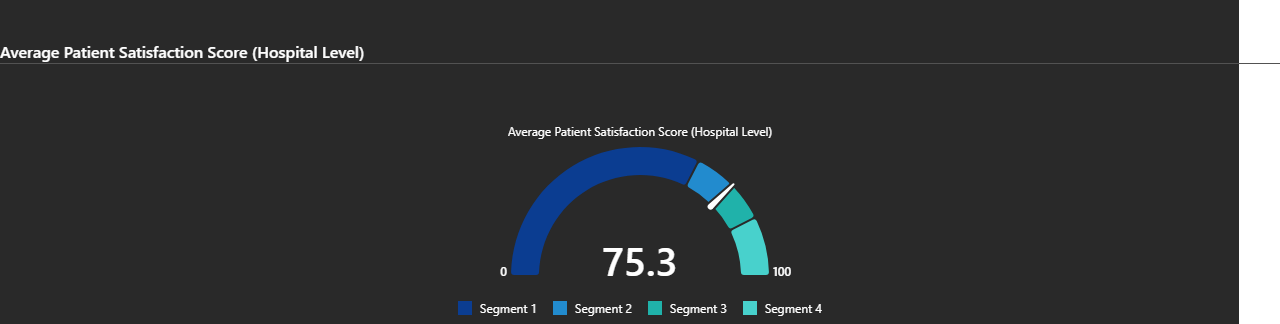 Average Patient Satisfaction Score (Hospital Level)
Average Patient Satisfaction Score (Hospital Level)
75.3
0 100
Segment 1 Segment 2 Segment 3 Segment 4